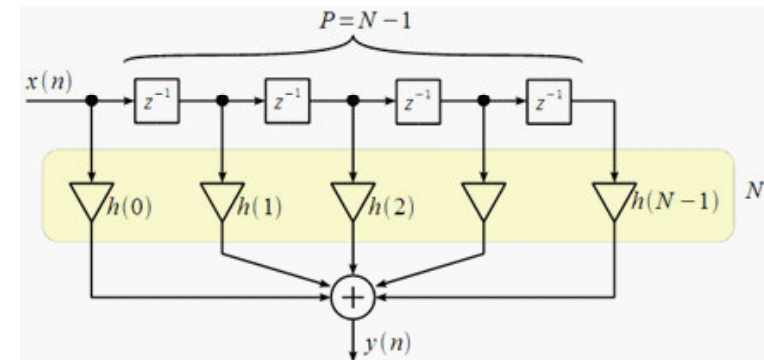 P=N−1
x(n)
z⁻¹ z⁻¹ z⁻¹ z⁻¹
h(0) h(1) h(2) h(N−1) N
+
y(n)